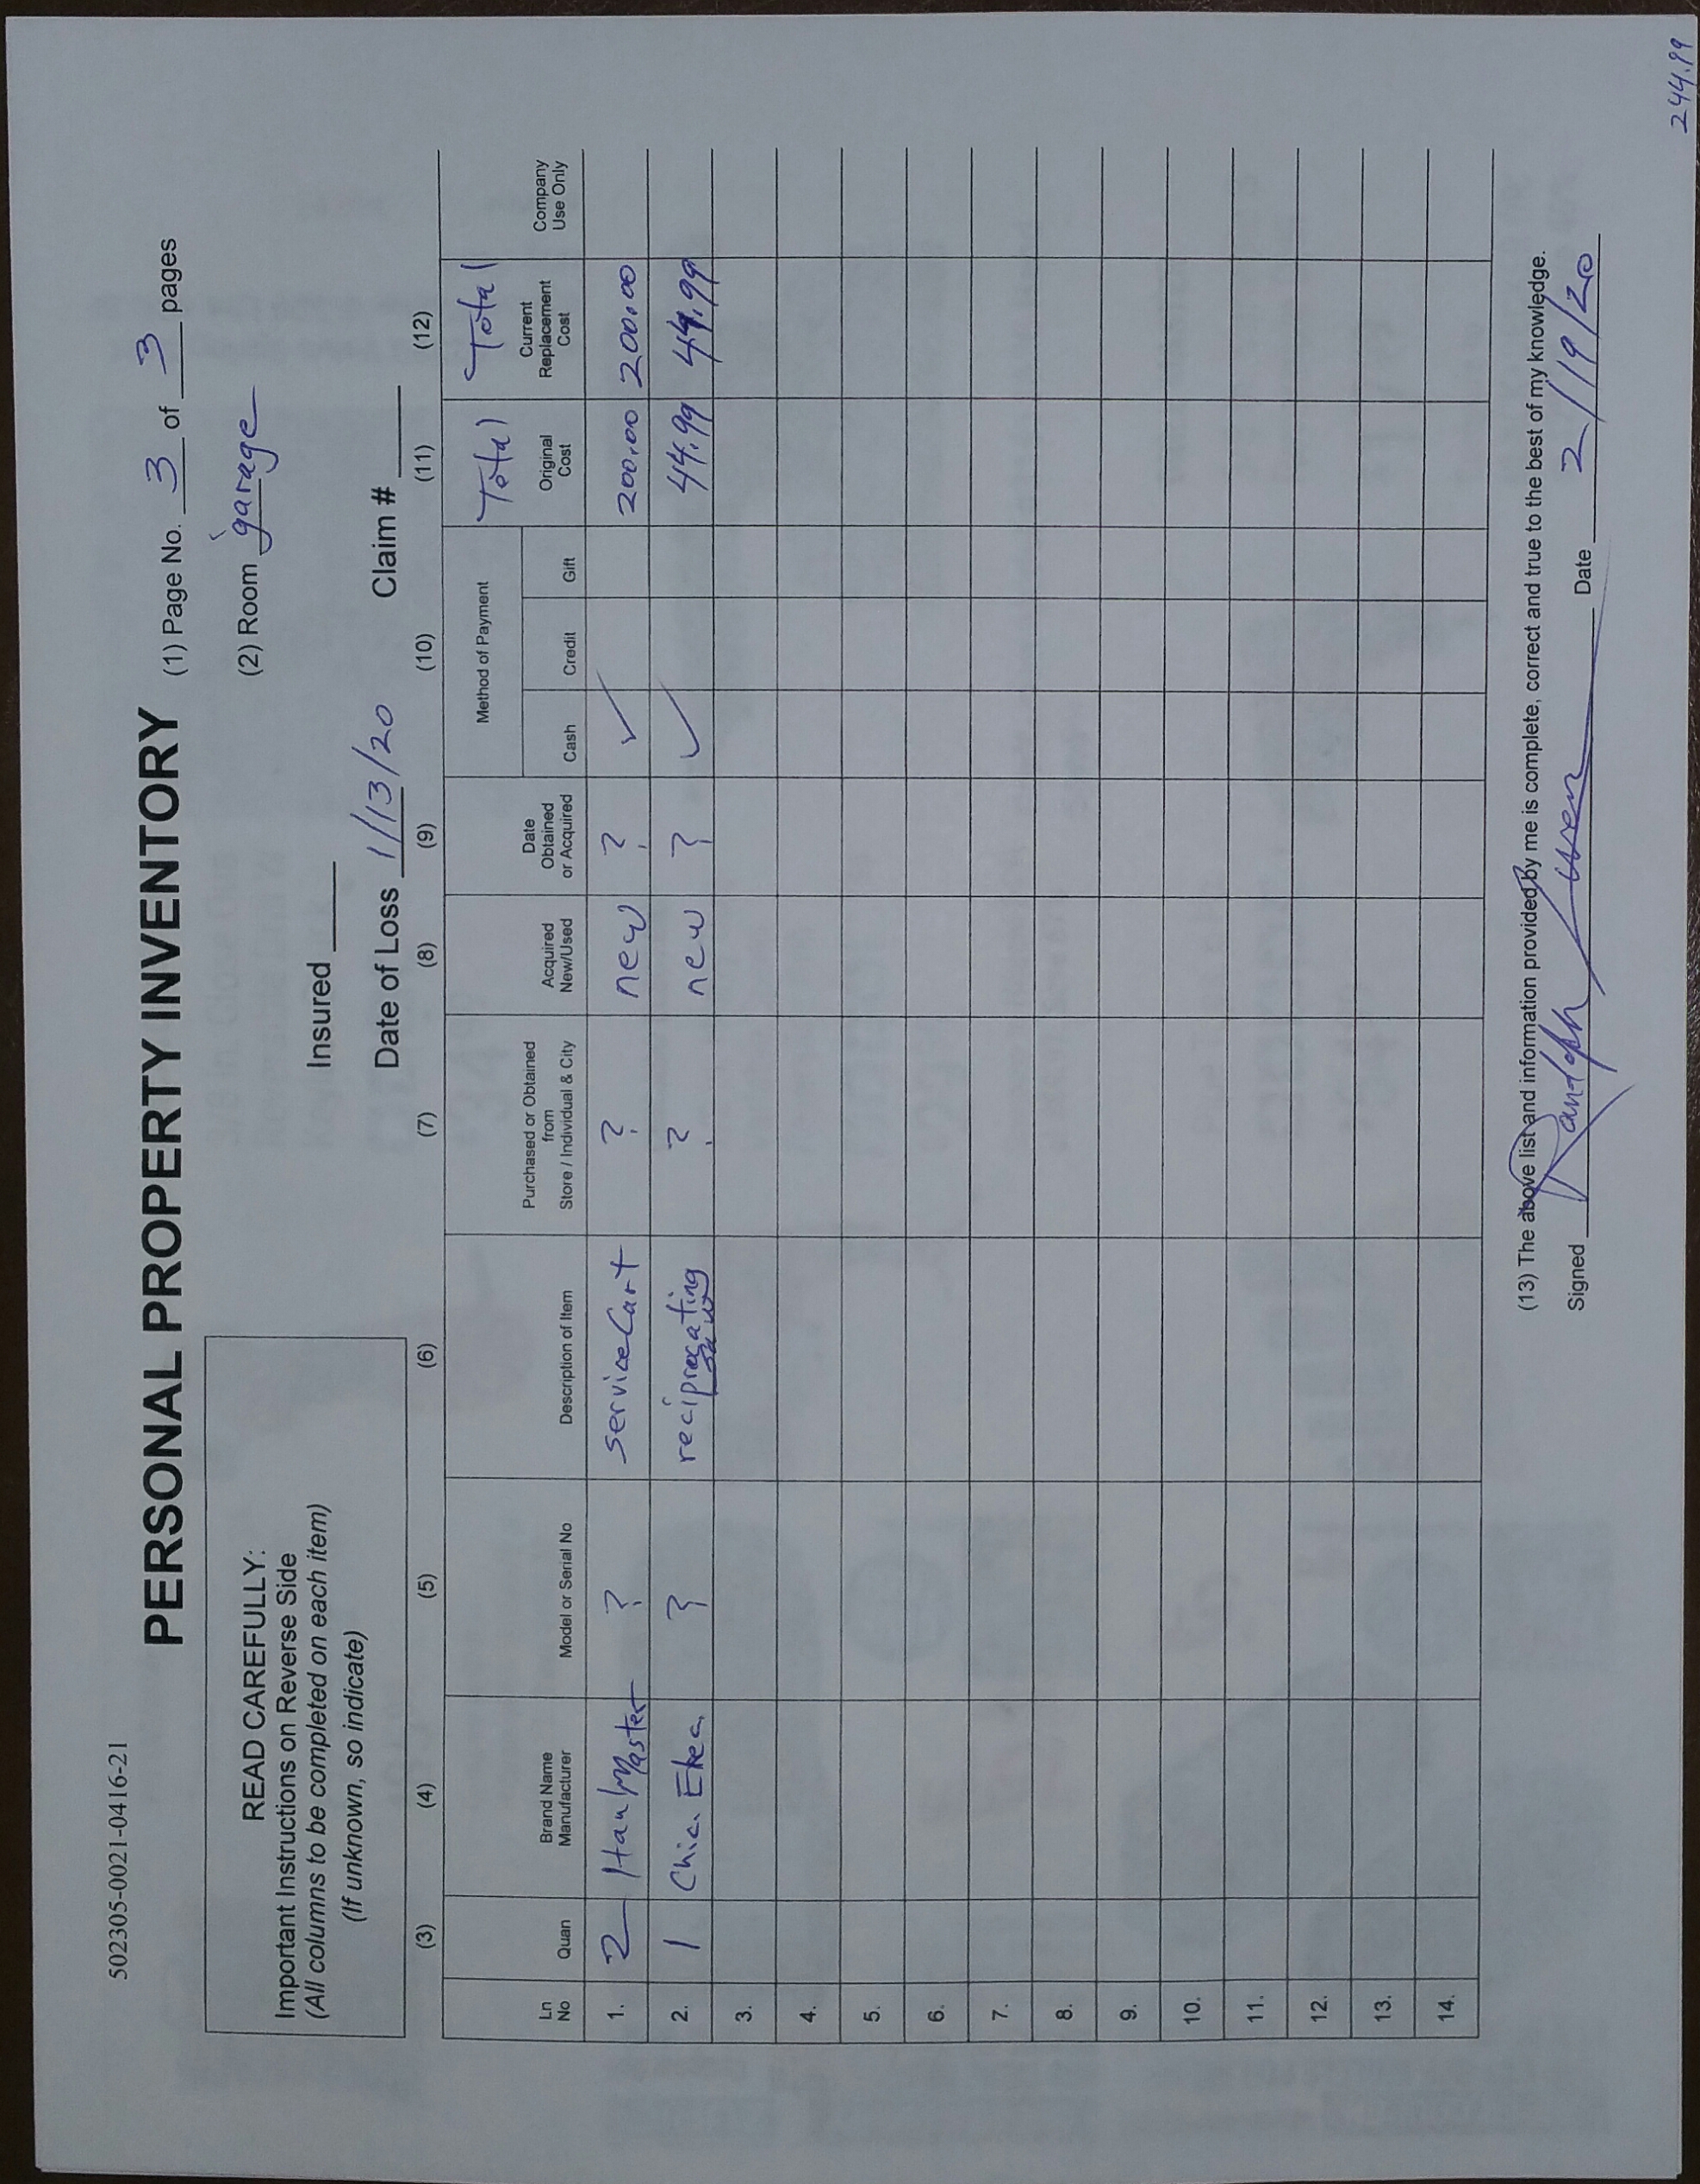 502305-0021-0416-21
PERSONAL PROPERTY INVENTORY
(1) Page No. 3 of 3 pages
READ CAREFULLY:
Important Instructions on Reverse Side
(All columns to be completed on each item)
(If unknown, so indicate)
(2) Room garage
Insured
Date of Loss 1/13/20 Claim #
(3) (4) (5) (6) (7) (8) (9) (10) (11) (12)
Total Total
Ln No Quan Brand Name Manufacturer Model or Serial No Description of Item Purchased or Obtained from Store / Individual & City Acquired New/Used Date Obtained or Acquired Method of Payment Cash Credit Gift Original Cost Current Replacement Cost Company Use Only
1. 2 HaulMaster ? service Cart ? new ? ✓ 200.00 200.00
2. 1 Chic. Elec. ? reciprocating saw ? new ? ✓ 44.99 44.99
3.
4.
5.
6.
7.
8.
9.
10.
11.
12.
13.
14.
(13) The above list and information provided by me is complete, correct and true to the best of my knowledge.
Signed Randolph Date 2/19/20
244.99